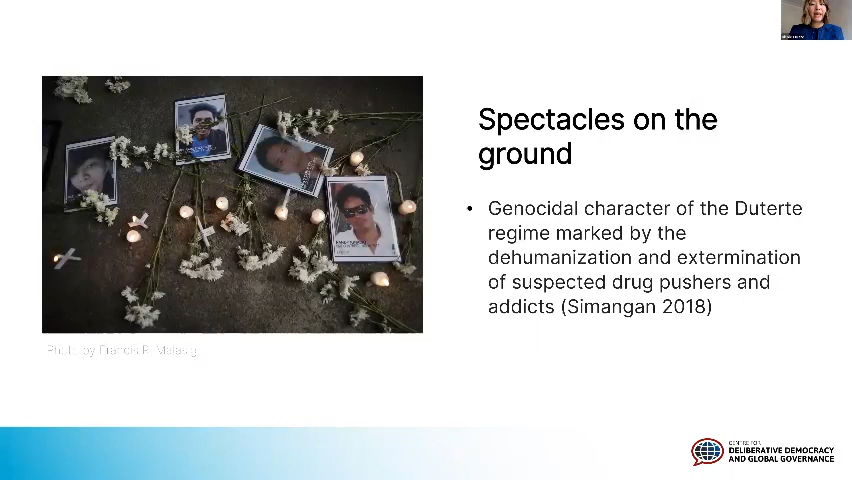 Spectacles on the
ground
• Genocidal character of the Duterte
regime marked by the
dehumanization and extermination
of suspected drug pushers and
addicts (Simangan 2018)
Photo by Francis R. Malasig
CENTRE FOR
DELIBERATIVE DEMOCRACY
AND GLOBAL GOVERNANCE